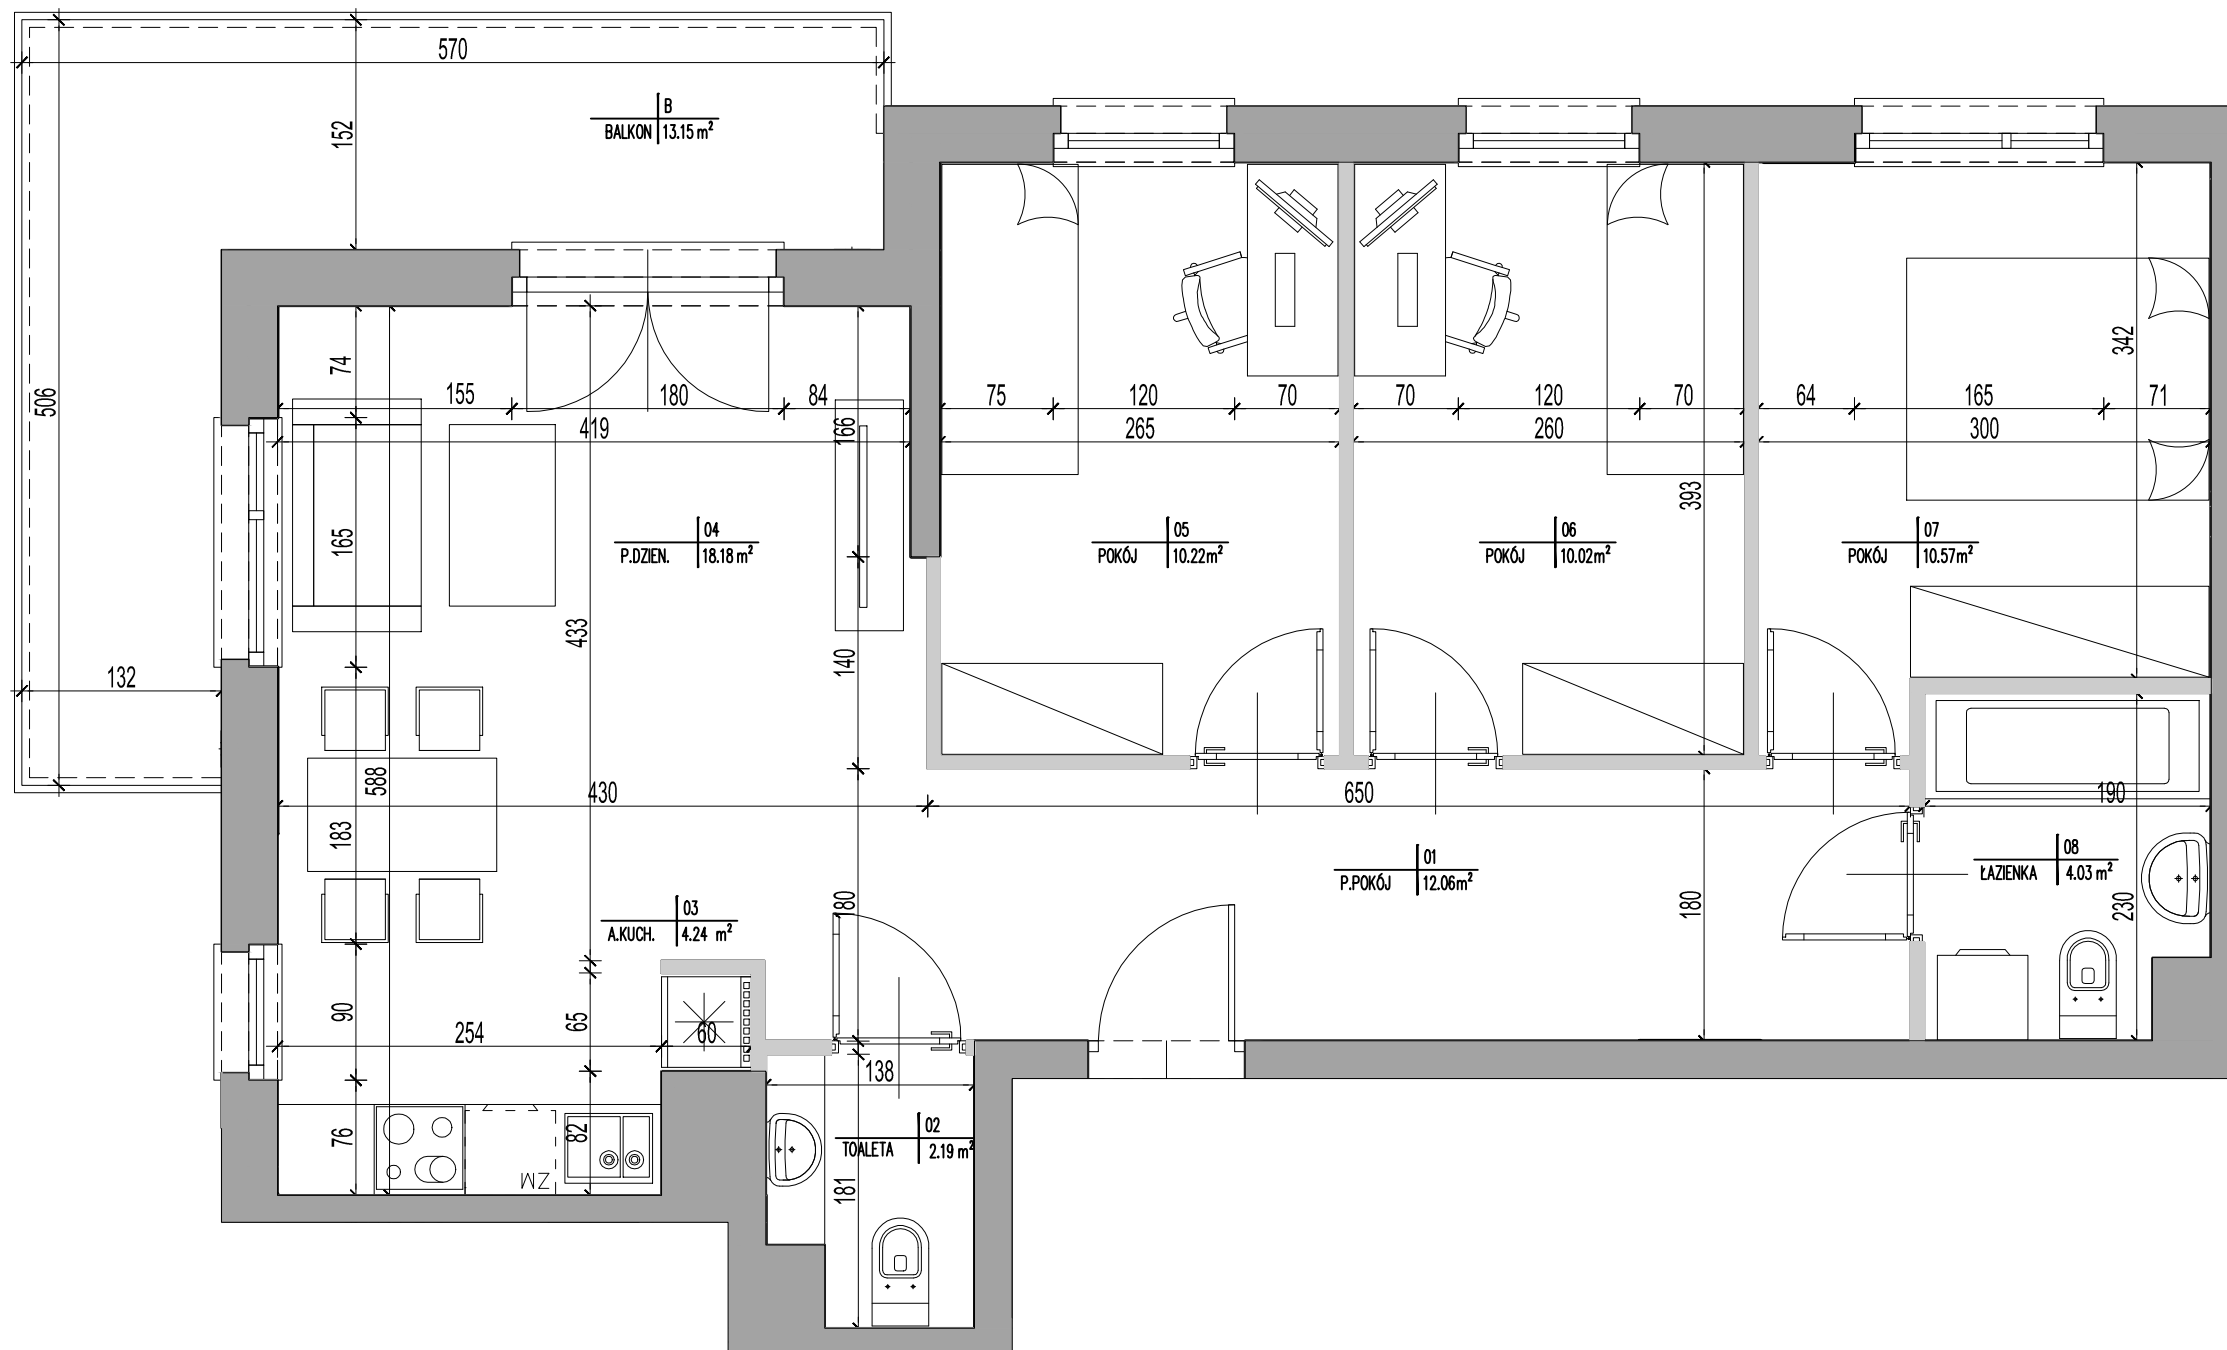 570
B
BALKON 13.15 m²
152
506
132
74
155 180 84
419
166
165
04
P.DZIEN. 18.18 m²
433
140
588
430
183
03
A.KUCH. 4.24 m²
180
90
65
254
60
76
82
ZM
138
02
TOALETA 2.19 m²
181
75 120 70
265
05
POKÓJ 10.22m²
70 120 70
260
393
06
POKÓJ 10.02m²
64 165 71
300
342
07
POKÓJ 10.57m²
650
190
01
P.POKÓJ 12.06m²
180
08
ŁAZIENKA 4.03 m²
230